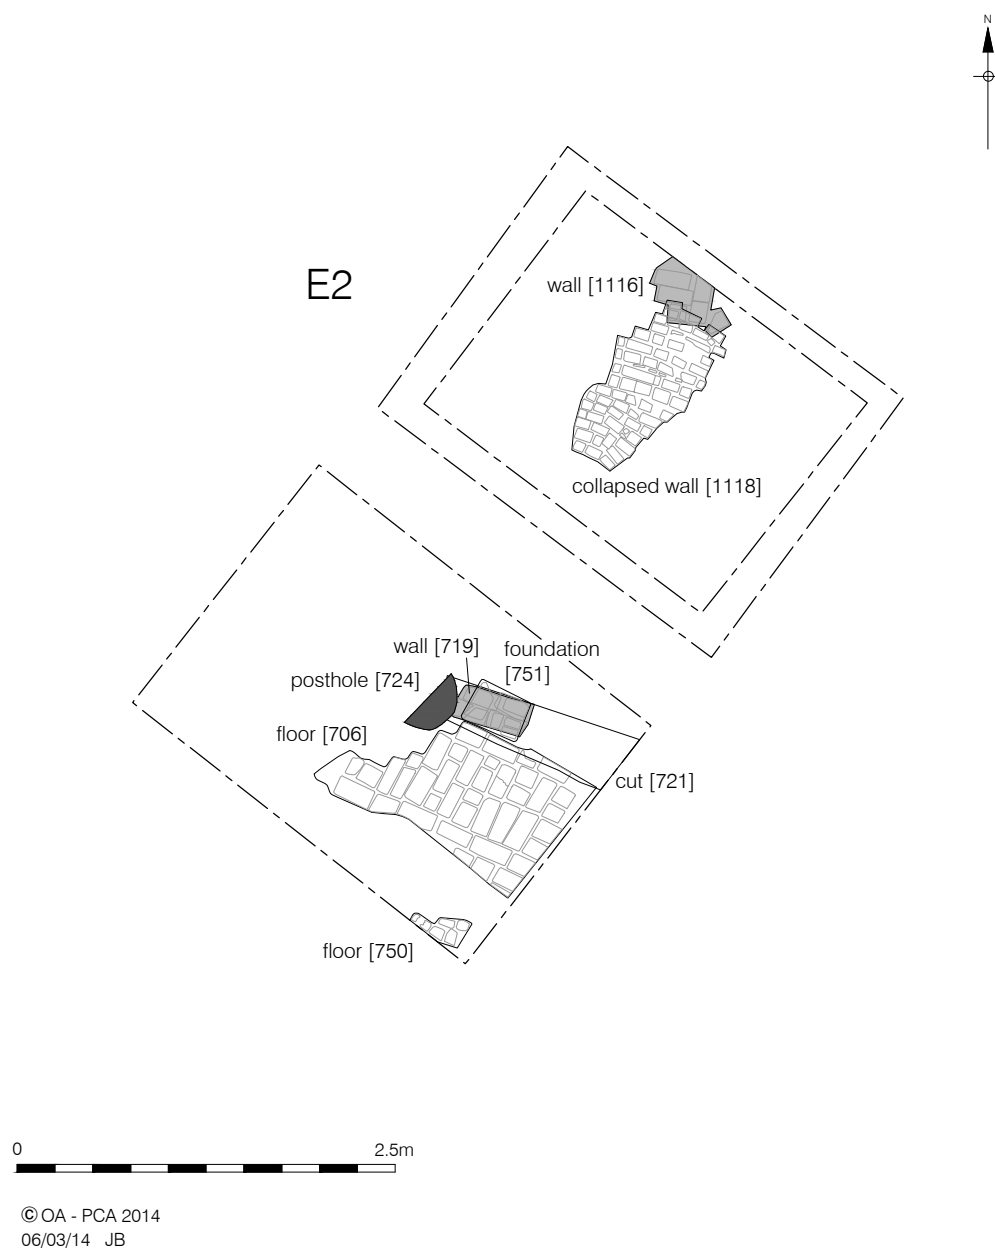 N
E2
wall [1116]
collapsed wall [1118]
wall [719]
foundation
[751]
posthole [724]
floor [706]
cut [721]
floor [750]
0
2.5m
© OA - PCA 2014
06/03/14 JB